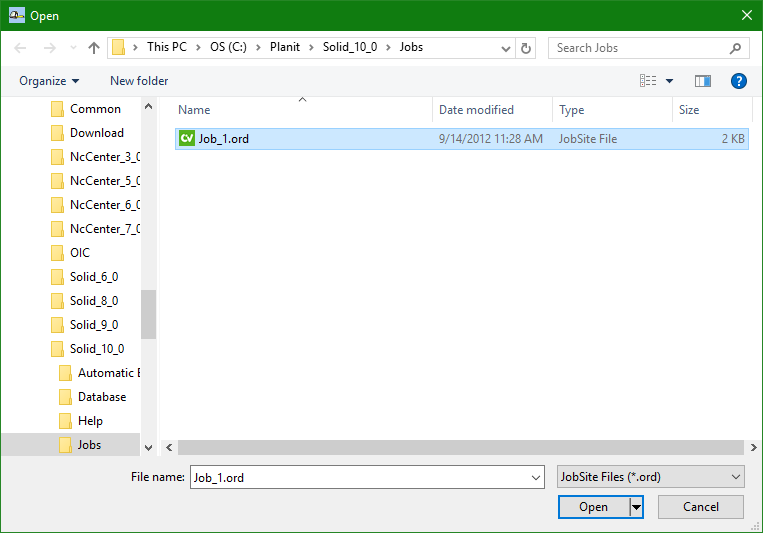 Open
This PC > OS (C:) > Planit > Solid_10_0 > Jobs
Search Jobs
Organize
New folder
?
Common
Download
NcCenter_3_0
NcCenter_5_0
NcCenter_6_0
NcCenter_7_0
OIC
Solid_6_0
Solid_8_0
Solid_9_0
Solid_10_0
Automatic E
Database
Help
Jobs
Name Date modified Type Size
CV Job_1.ord 9/14/2012 11:28 AM JobSite File 2 KB
File name: Job_1.ord JobSite Files (*.ord)
Open Cancel